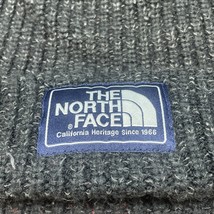 THE
NORTH
FACE
© California Heritage Since 1966